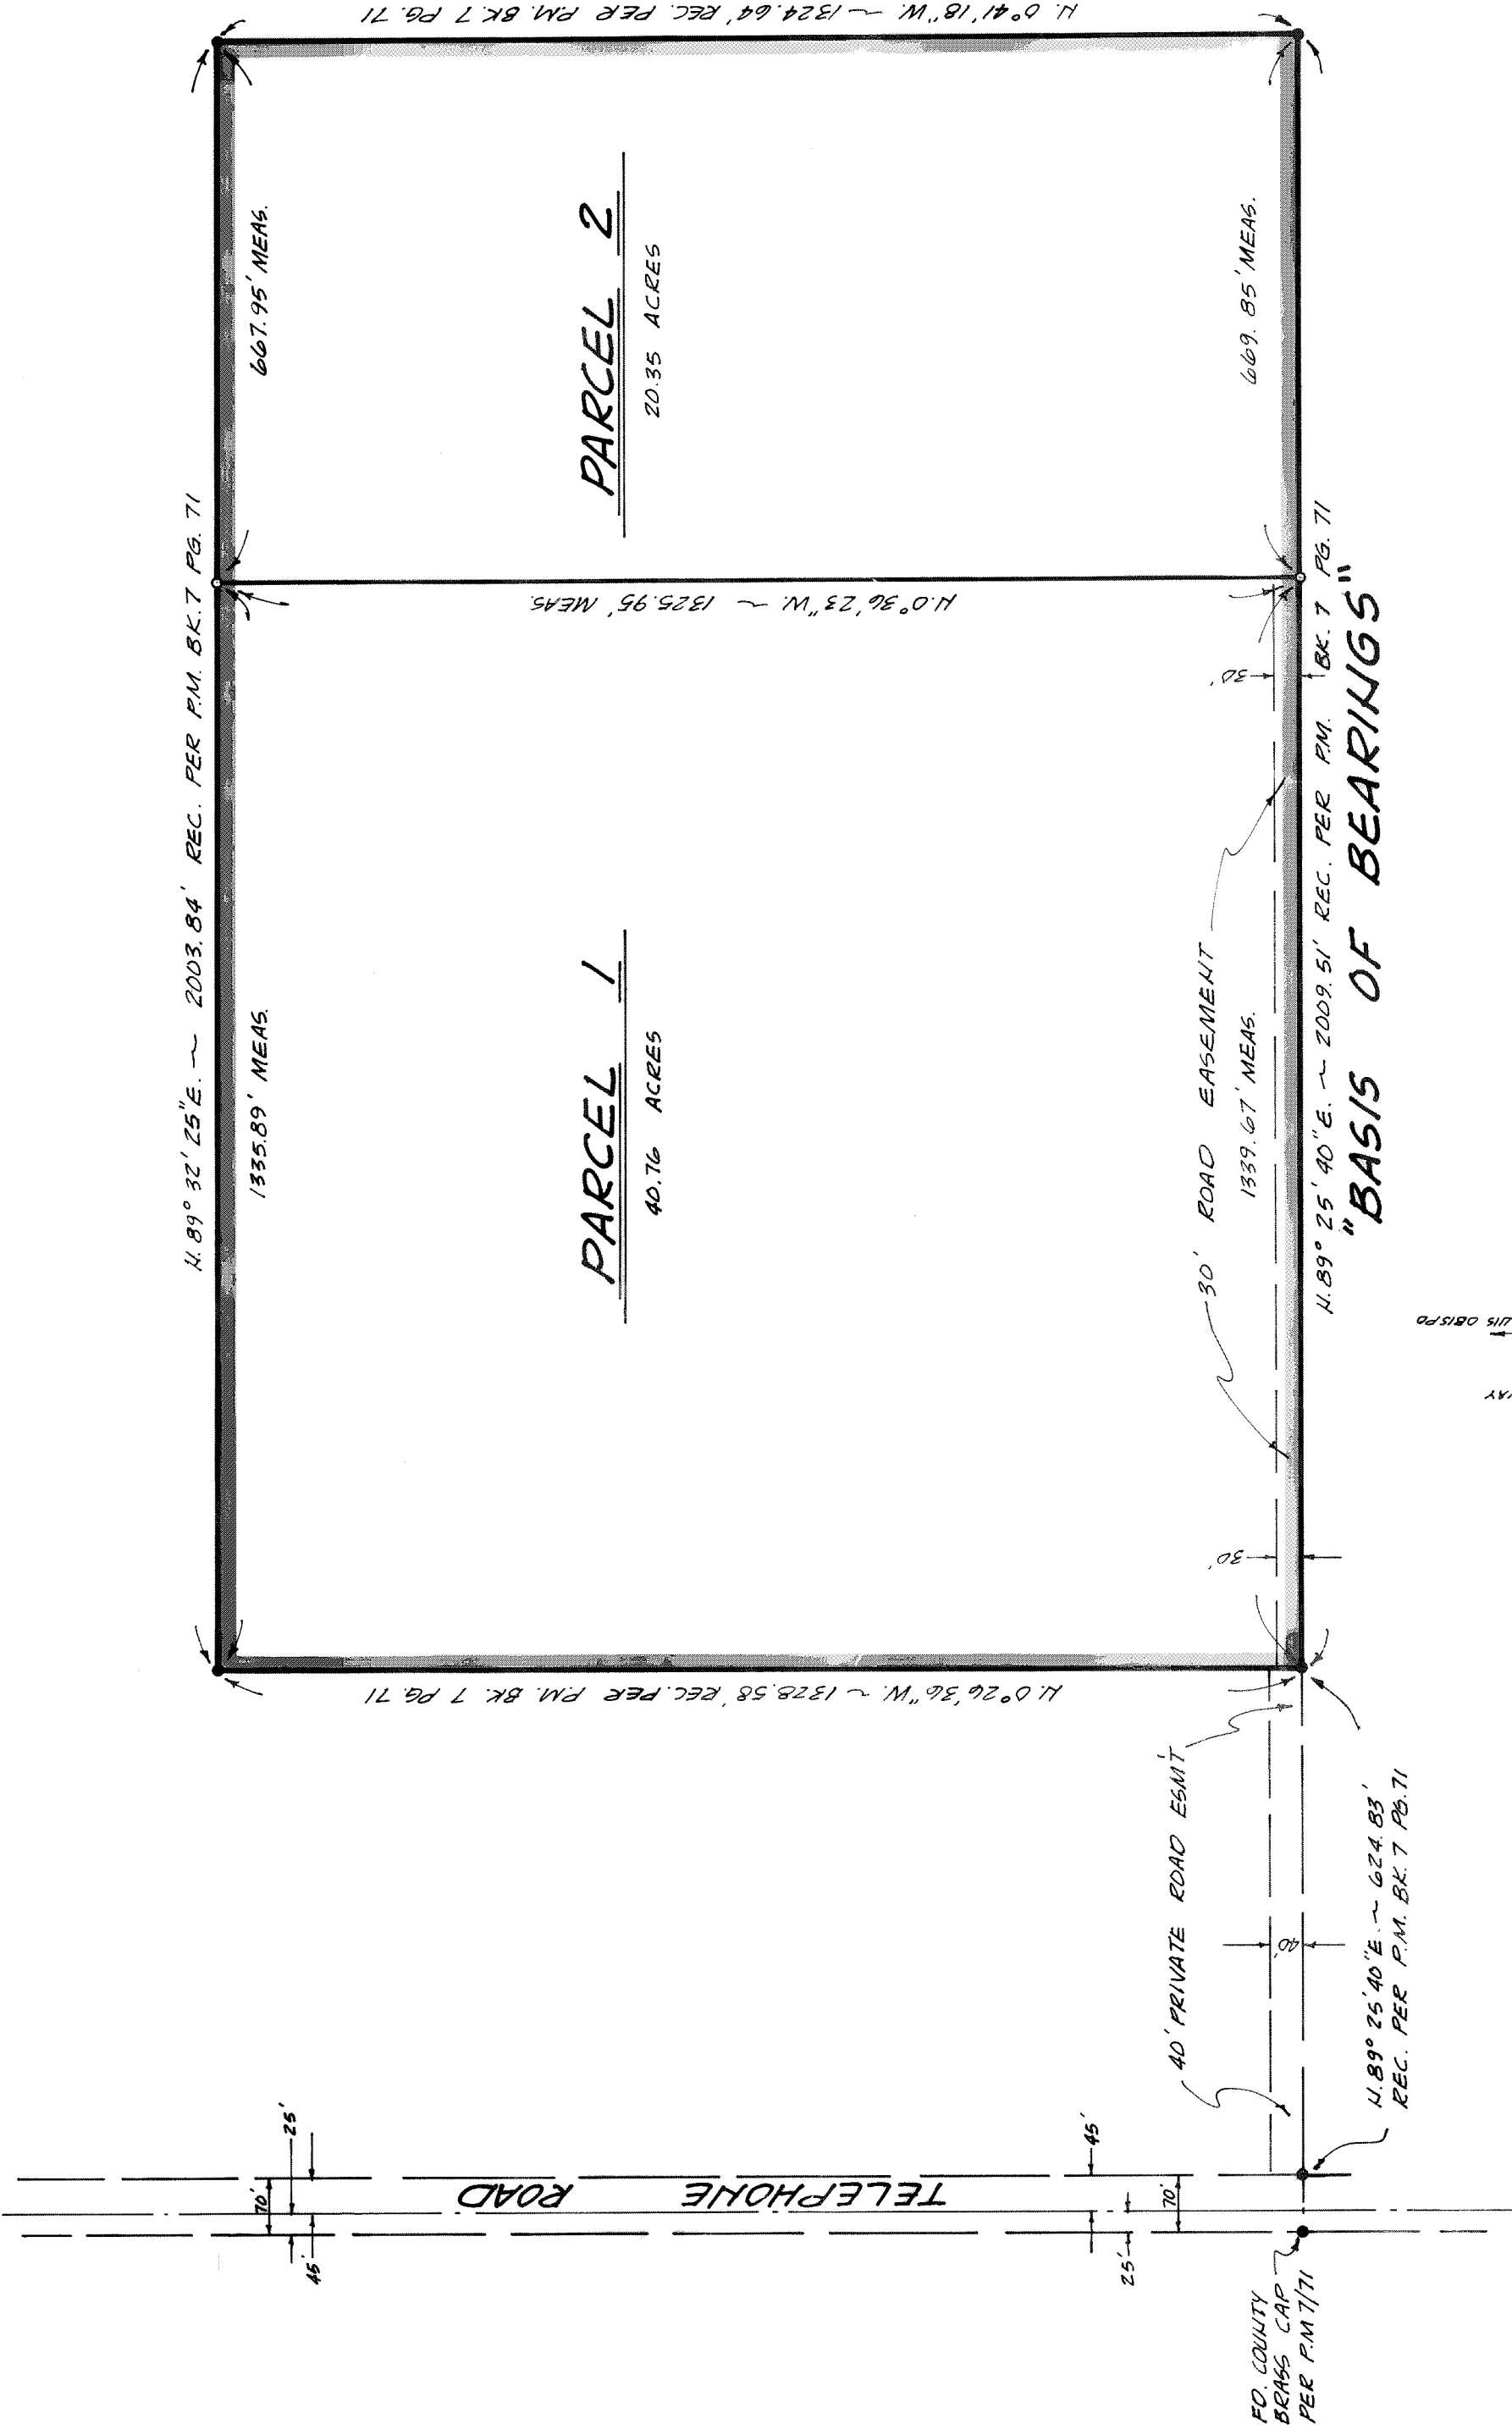 N. 89° 32' 25" E. ~ 2003.84' REC. PER P.M. BK. 7 PG. 71
1335.89' MEAS.
667.95' MEAS.
N. 0° 26' 36" W. ~ 1328.58' REC. PER P.M. BK. 7 PG. 71
N. 0° 36' 23" W. ~ 1325.95' MEAS.
N. 0° 41' 18" W. ~ 1324.64' REC. PER P.M. BK. 7 PG. 71
PARCEL 1
40.76 ACRES
PARCEL 2
20.35 ACRES
30' ROAD EASEMENT
1339.67' MEAS.
669.85' MEAS.
30'
30'
N. 89° 25' 40" E. ~ 2009.51' REC. PER P.M. BK. 7 PG. 71
"BASIS OF BEARINGS"
TELEPHONE ROAD
70'
25'
45'
45'
70'
25'
40' PRIVATE ROAD ESM'T
40'
N. 89° 25' 40" E. ~ 624.83'
REC. PER P.M. BK. 7 PG. 71
FD. COUNTY
BRASS CAP
PER P.M 7/71
OBISPO